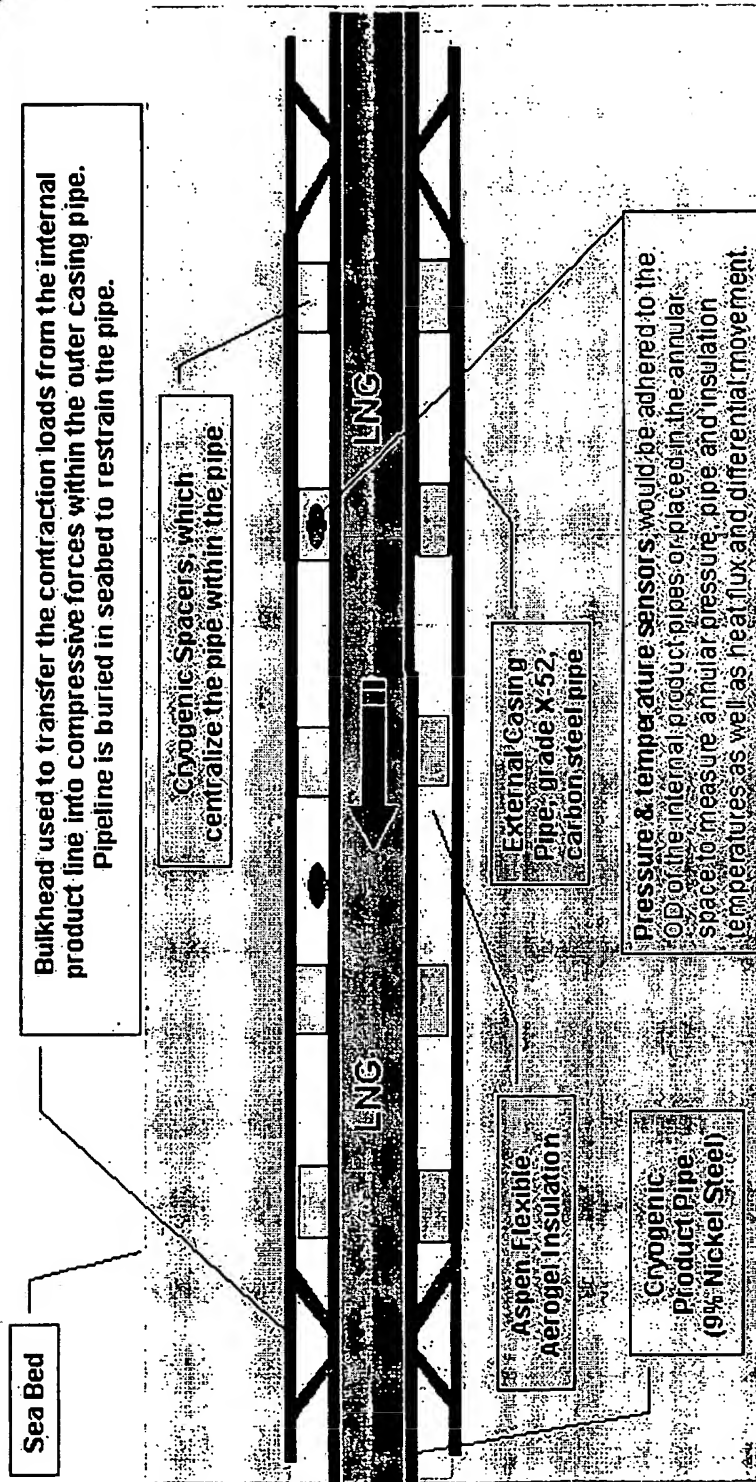 Sea Bed
Bulkhead used to transfer the contraction loads from the internal
product line into compressive forces within the outer casing pipe.
Pipeline is buried in seabed to restrain the pipe.
Cryogenic Spacers, which
centralize the pipe within the pipe
LNG
LNG
Aspen Flexible
Aerogel Insulation
External Casing
Pipe, grade X-52,
carbon steel pipe
Cryogenic
Product Pipe
(9% Nickel Steel)
Pressure & temperature sensors, would be adhered to the
OD of the internal product pipes or placed in the annular
space to measure annular pressure, pipe and insulation
temperatures, as well as heat flux and differential movement